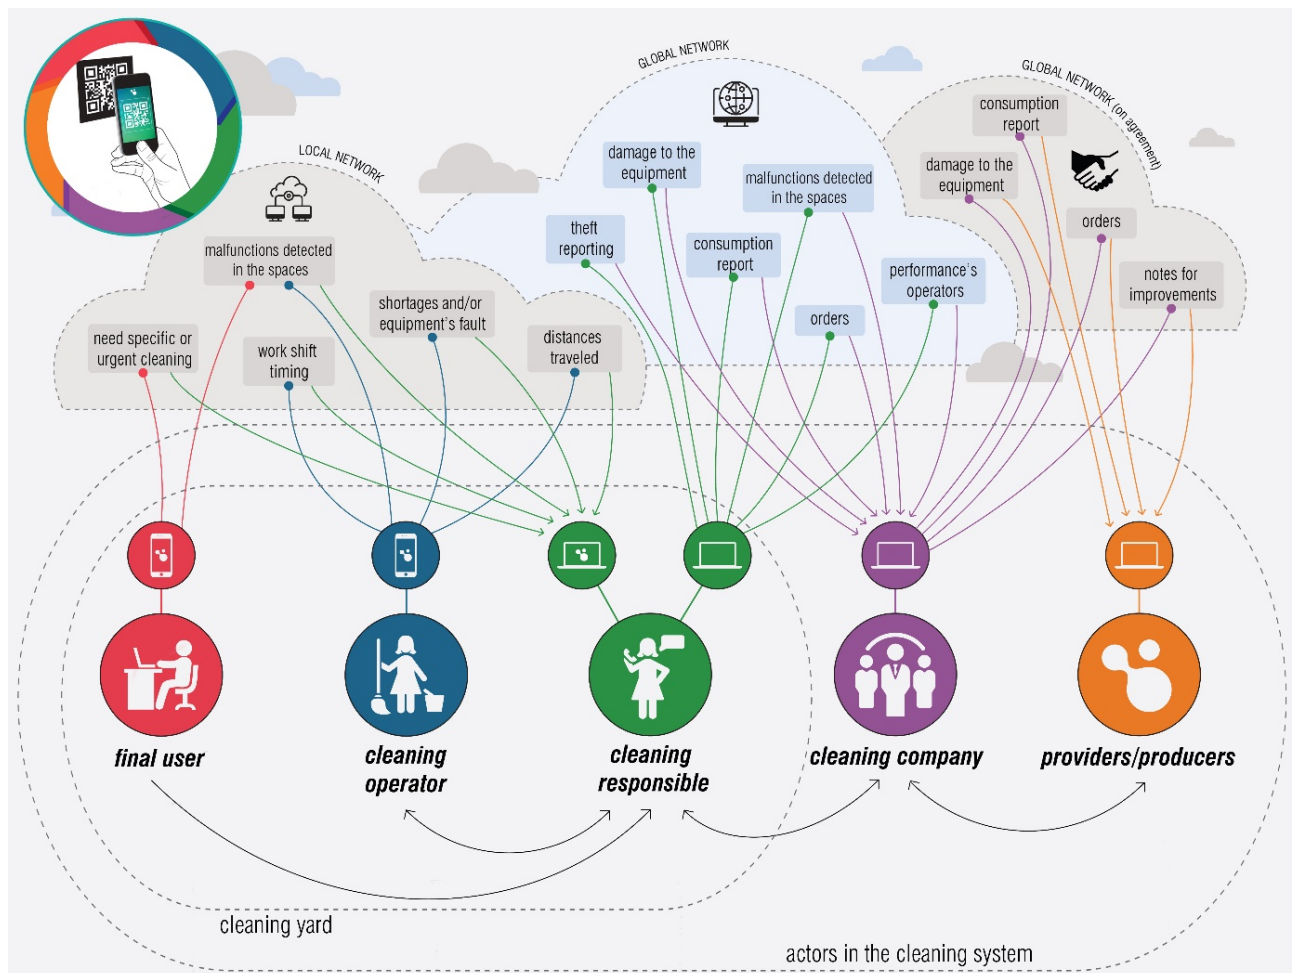 GLOBAL NETWORK
GLOBAL NETWORK (on agreement)
LOCAL NETWORK
malfunctions detected
in the spaces
need specific or
urgent cleaning
work shift
timing
shortages and/or
equipment's fault
distances
traveled
damage to the
equipment
malfunctions detected
in the spaces
theft
reporting
consumption
report
performance's
operators
orders
consumption
report
damage to the
equipment
orders
notes for
improvements
final user
cleaning
operator
cleaning
responsible
cleaning company
providers/producers
cleaning yard
actors in the cleaning system